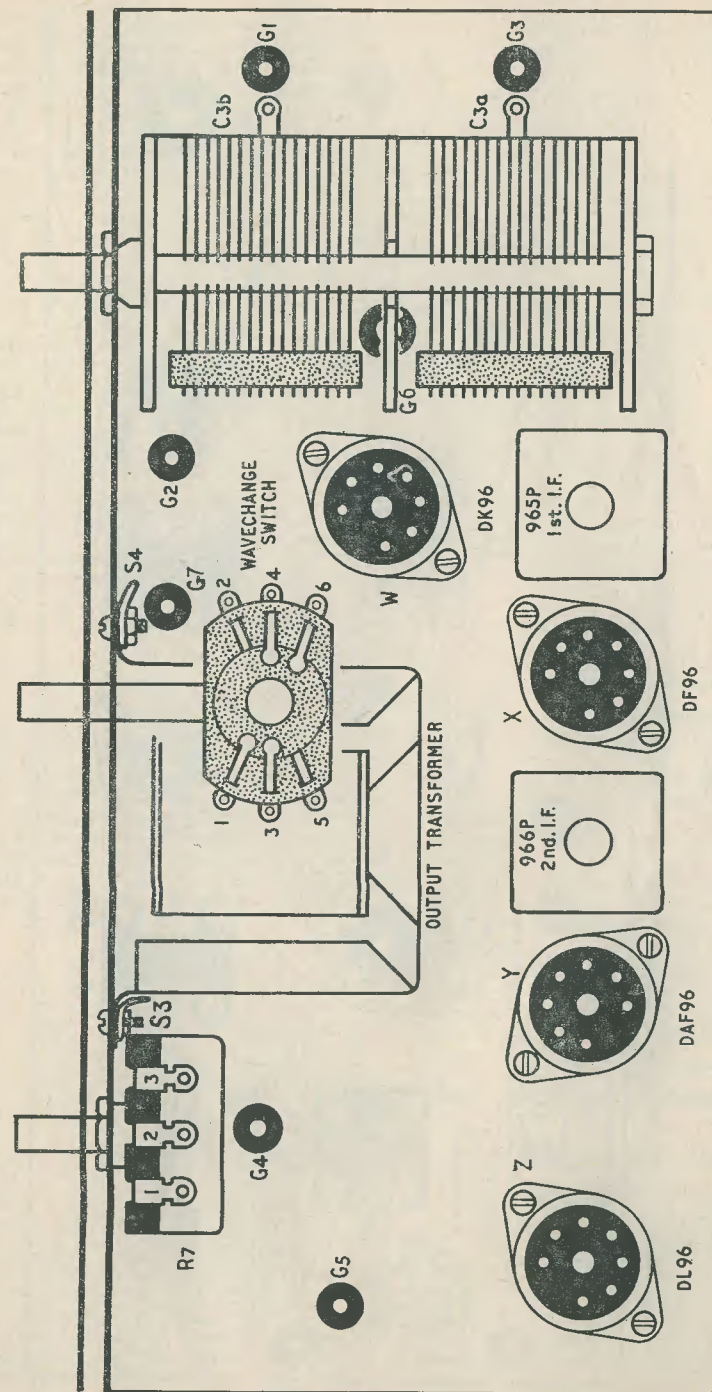 1 2 3
R7
S3
S4
G7
G2
C3b
G1
G4
G5
1
3
5
2
4
6
WAVECHANGE
SWITCH
OUTPUT TRANSFORMER
G6
C3a
G3
W
DK96
Z
DL96
Y
DAF96
966P
2nd. I.F.
X
DF96
965P
1st. I.F.